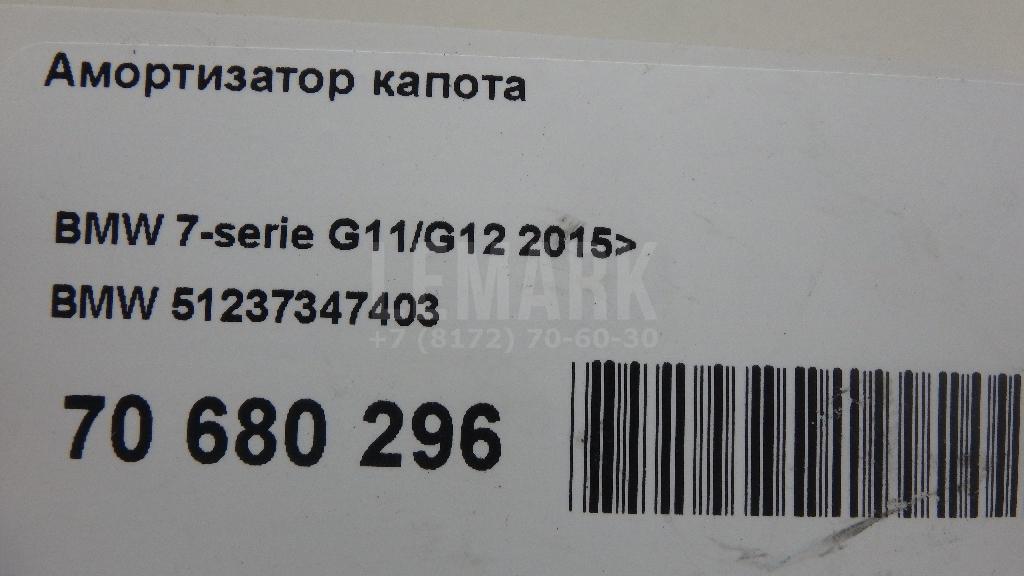 Амортизатор капота
BMW 7-serie G11/G12 2015>
BMW 51237347403
LEMARK
+7 (8172) 70-60-30
70 680 296